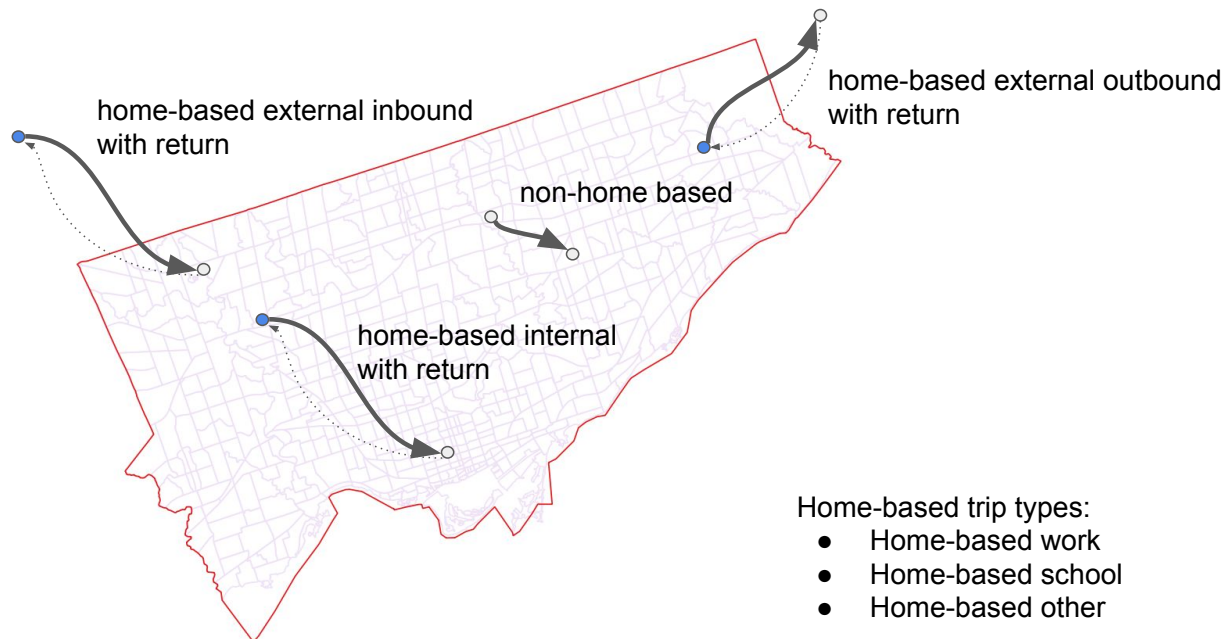 home-based external inbound
with return
home-based external outbound
with return
non-home based
home-based internal
with return
Home-based trip types:
● Home-based work
● Home-based school
● Home-based other